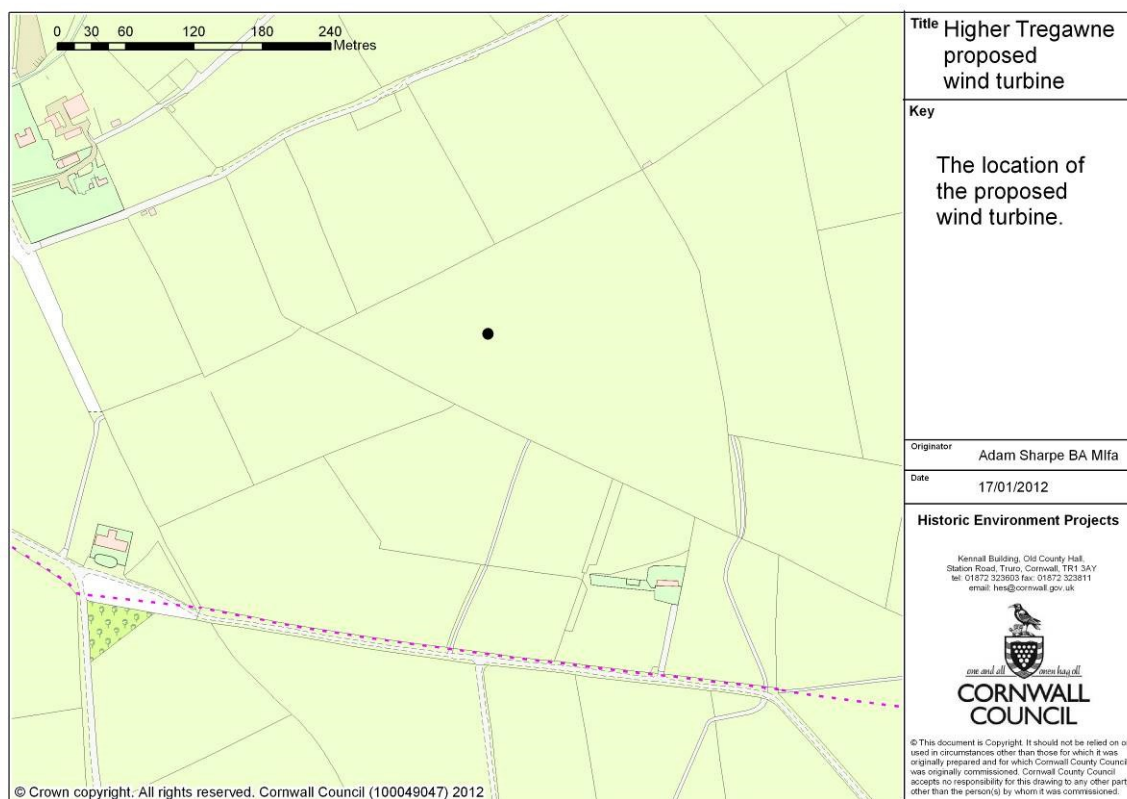 0 30 60 120 180 240
Metres
© Crown copyright. All rights reserved. Cornwall Council (100049047) 2012
Title Higher Tregawne
proposed
wind turbine
Key
The location of
the proposed
wind turbine.
Originator Adam Sharpe BA MIfa
Date 17/01/2012
Historic Environment Projects
Kennall Building, Old County Hall,
Station Road, Truro, Cornwall, TR1 3AY
tel: 01872 323603 fax: 01872 323811
email: hes@cornwall.gov.uk
one and all onen hag oll
CORNWALL
COUNCIL
© This document is Copyright. It should not be relied on or
used in circumstances other than those for which it was
originally prepared and for which Cornwall County Council
was originally commissioned. Cornwall County Council
accepts no responsibility for this drawing to any other part
other than the person(s) by whom it was commissioned.